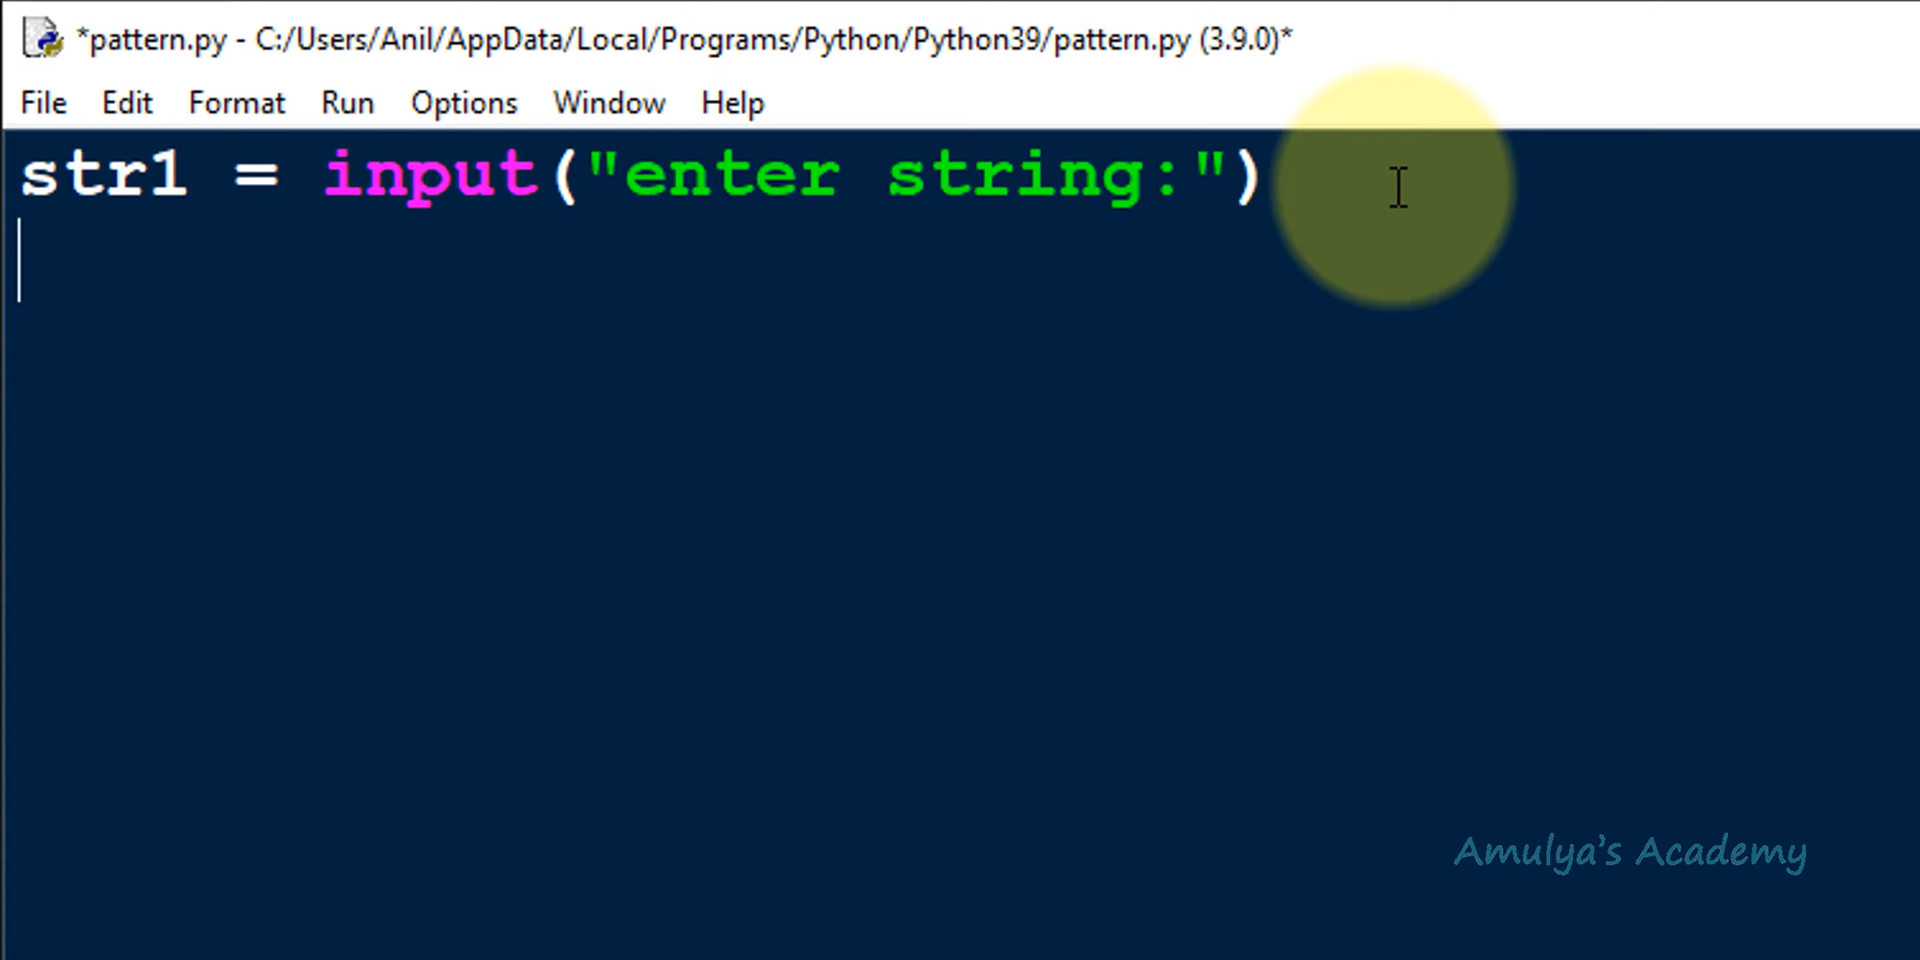 *pattern.py - C:/Users/Anil/AppData/Local/Programs/Python/Python39/pattern.py (3.9.0)*
File Edit Format Run Options Window Help
str1 = input("enter string:")
Amulya's Academy